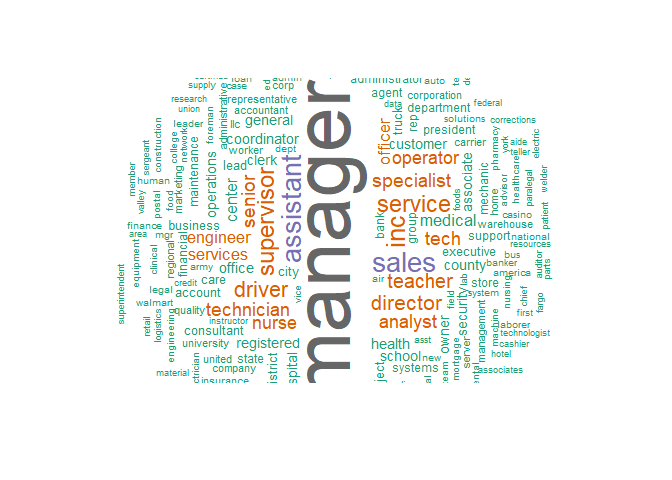 manager
assistant
sales
supervisor
senior
engineer
services
driver
technician
nurse
inc
service
specialist
operator
officer
tech
teacher
director
analyst
loan
supply
case
ed
corp
research
union
administrative
representative
accountant
leader
llc
general
foreman
coordinator
construction
college
network
worker
dept
sergeant
maintenance
operations
lead
clerk
member
human
marketing
center
valley
postal
food
finance
mgr
business
area
regional
financial
equipment
clinical
army
office
city
superintendent
credit
care
vice
legal
account
walmart
quality
instructor
retail
logistics
engineering
consultant
university
registered
united
state
company
material
insurance
administrator
auto
agent
corporation
data
department
federal
truck
rep
solutions
corrections
president
customer
carrier
york
aide
electric
pharmacy
teller
associate
mechanic
healthcare
home
advisor
paralegal
welder
foods
bank
group
medical
casino
patient
warehouse
support
national
resources
executive
bus
county
banker
america
auditor
air
lab
parts
field
system
store
nursing
chief
fargo
security
first
owner
management
machine
laborer
technologist
server
cashier
health
asst
school
new
mortgage
hotel
systems
team
associates